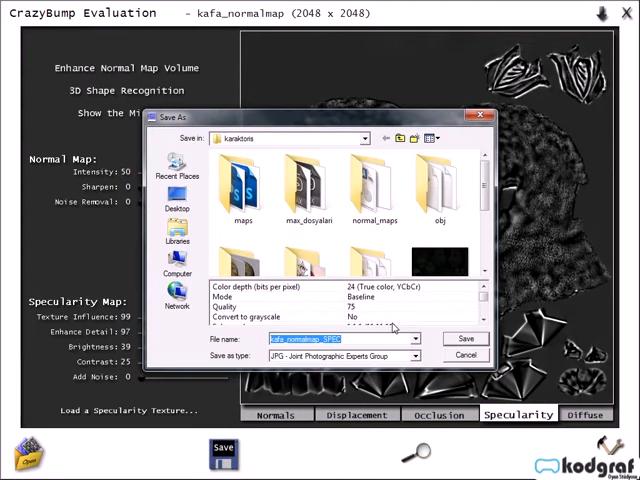 CrazyBump Evaluation - kafa_normalmap (2048 x 2048)
Enhance Normal Map Volume
3D Shape Recognition
Show the Mi
Normal Map:
Intensity: 50
Sharpen: 0
Noise Removal: 0
Specularity Map:
Texture Influence: 99
Enhance Detail: 97
Brightness: 39
Contrast: 25
Add Noise: 0
Load a Specularity Texture...
Save As
Save in: karaktoris
Recent Places
Desktop
Libraries
Computer
Network
maps
max_dosyalari
normal_maps
obj
Color depth (bits per pixel) 24 (True color, YCbCr)
Mode Baseline
Quality 75
Convert to grayscale No
File name: kafa_normalmap_SPEC
Save
Save as type: JPG - Joint Photographic Experts Group
Cancel
Normals
Displacement
Occlusion
Specularity
Diffuse
Open
Save
kodgraf
Oyun Stüdyosu